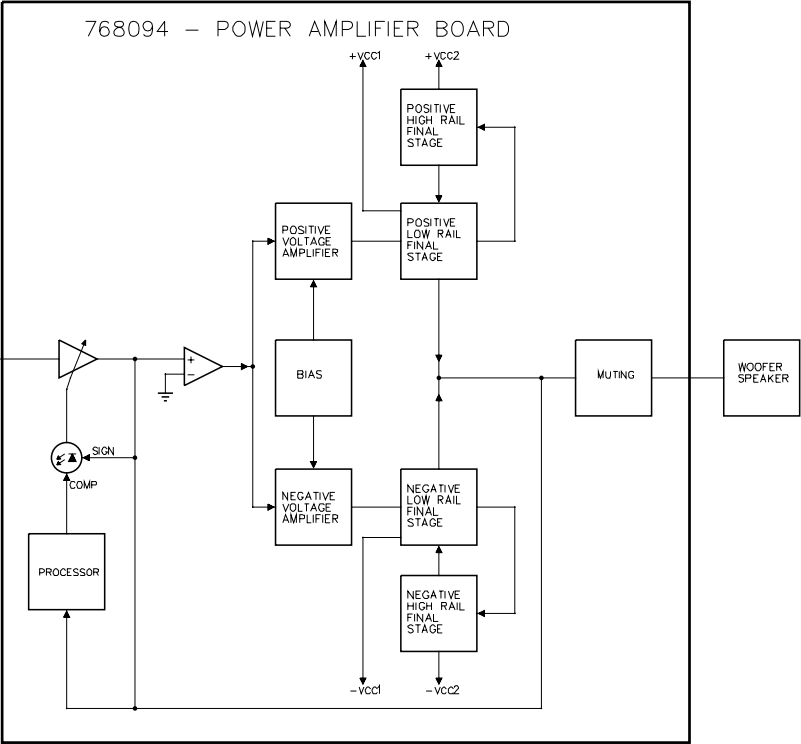 768094 - POWER AMPLIFIER BOARD
+VCC1
+VCC2
POSITIVE
HIGH RAIL
FINAL
STAGE
POSITIVE
VOLTAGE
AMPLIFIER
POSITIVE
LOW RAIL
FINAL
STAGE
+
-
BIAS
MUTING
WOOFER
SPEAKER
SIGN
COMP
NEGATIVE
VOLTAGE
AMPLIFIER
NEGATIVE
LOW RAIL
FINAL
STAGE
PROCESSOR
NEGATIVE
HIGH RAIL
FINAL
STAGE
-VCC1
-VCC2